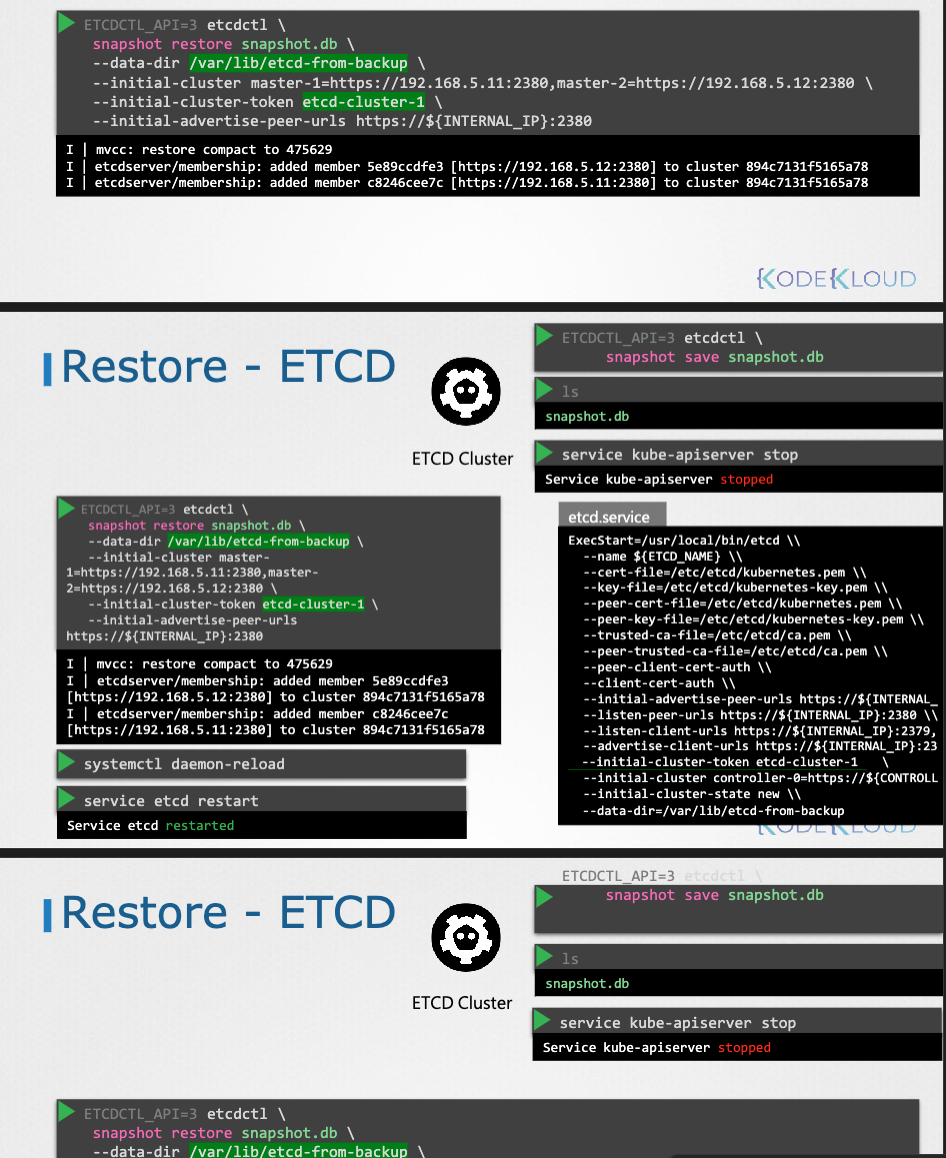 ETCDCTL_API=3 etcdctl \
snapshot restore snapshot.db \
--data-dir /var/lib/etcd-from-backup \
--initial-cluster master-1=https://192.168.5.11:2380,master-2=https://192.168.5.12:2380 \
--initial-cluster-token etcd-cluster-1 \
--initial-advertise-peer-urls https://${INTERNAL_IP}:2380
I | mvcc: restore compact to 475629
I | etcdserver/membership: added member 5e89ccdfe3 [https://192.168.5.12:2380] to cluster 894c7131f5165a78
I | etcdserver/membership: added member c8246cee7c [https://192.168.5.11:2380] to cluster 894c7131f5165a78
KODEKLOUD
Restore - ETCD
ETCD Cluster
ETCDCTL_API=3 etcdctl \
snapshot save snapshot.db
ls
snapshot.db
service kube-apiserver stop
Service kube-apiserver stopped
ETCDCTL_API=3 etcdctl \
snapshot restore snapshot.db \
--data-dir /var/lib/etcd-from-backup \
--initial-cluster master-
1=https://192.168.5.11:2380,master-
2=https://192.168.5.12:2380 \
--initial-cluster-token etcd-cluster-1 \
--initial-advertise-peer-urls
https://${INTERNAL_IP}:2380
I | mvcc: restore compact to 475629
I | etcdserver/membership: added member 5e89ccdfe3
[https://192.168.5.12:2380] to cluster 894c7131f5165a78
I | etcdserver/membership: added member c8246cee7c
[https://192.168.5.11:2380] to cluster 894c7131f5165a78
systemctl daemon-reload
service etcd restart
Service etcd restarted
etcd.service
ExecStart=/usr/local/bin/etcd \\
--name ${ETCD_NAME} \\
--cert-file=/etc/etcd/kubernetes.pem \\
--key-file=/etc/etcd/kubernetes-key.pem \\
--peer-cert-file=/etc/etcd/kubernetes.pem \\
--peer-key-file=/etc/etcd/kubernetes-key.pem \\
--trusted-ca-file=/etc/etcd/ca.pem \\
--peer-trusted-ca-file=/etc/etcd/ca.pem \\
--peer-client-cert-auth \\
--client-cert-auth \\
--initial-advertise-peer-urls https://${INTERNAL_
--listen-peer-urls https://${INTERNAL_IP}:2380 \\
--listen-client-urls https://${INTERNAL_IP}:2379,
--advertise-client-urls https://${INTERNAL_IP}:23
--initial-cluster-token etcd-cluster-1 \
--initial-cluster controller-0=https://${CONTROLL
--initial-cluster-state new \\
--data-dir=/var/lib/etcd-from-backup
KODEKLOUD
Restore - ETCD
ETCD Cluster
ETCDCTL_API=3 etcdctl \
snapshot save snapshot.db
ls
snapshot.db
service kube-apiserver stop
Service kube-apiserver stopped
ETCDCTL_API=3 etcdctl \
snapshot restore snapshot.db \
--data-dir /var/lib/etcd-from-backup \